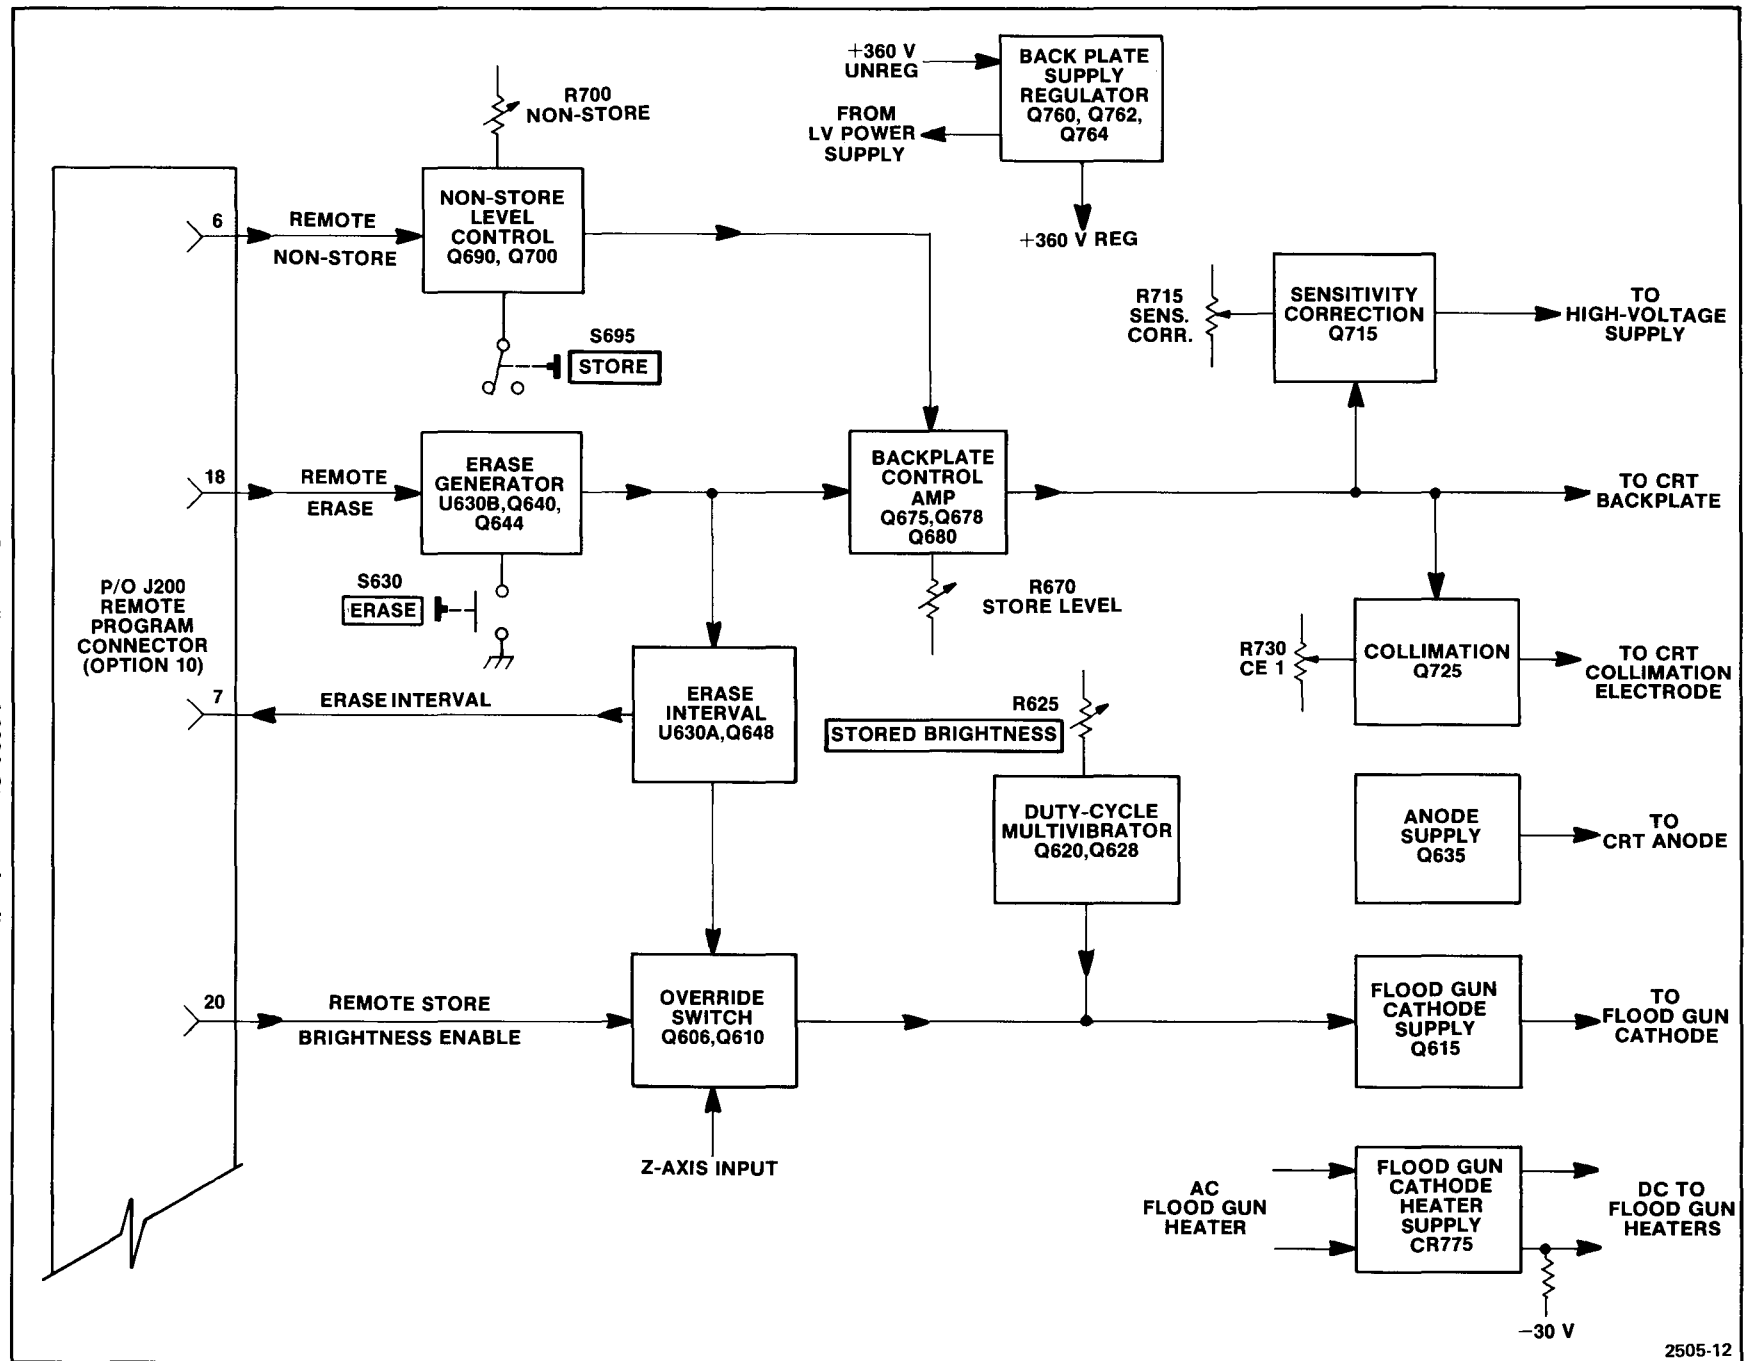 +360 V
UNREG
BACK PLATE
SUPPLY
REGULATOR
Q760, Q762,
Q764
FROM
LV POWER
SUPPLY
+360 V REG
R700
NON-STORE
6
REMOTE
NON-STORE
NON-STORE
LEVEL
CONTROL
Q690, Q700
S695
STORE
R715
SENS.
CORR.
SENSITIVITY
CORRECTION
Q715
TO
HIGH-VOLTAGE
SUPPLY
18
REMOTE
ERASE
ERASE
GENERATOR
U630B,Q640,
Q644
S630
ERASE
BACKPLATE
CONTROL
AMP
Q675,Q678
Q680
R670
STORE LEVEL
TO CRT
BACKPLATE
P/O J200
REMOTE
PROGRAM
CONNECTOR
(OPTION 10)
R730
CE 1
COLLIMATION
Q725
TO CRT
COLLIMATION
ELECTRODE
7
ERASE INTERVAL
ERASE
INTERVAL
U630A,Q648
R625
STORED BRIGHTNESS
DUTY-CYCLE
MULTIVIBRATOR
Q620,Q628
ANODE
SUPPLY
Q635
TO
CRT ANODE
20
REMOTE STORE
BRIGHTNESS ENABLE
OVERRIDE
SWITCH
Q606,Q610
Z-AXIS INPUT
FLOOD GUN
CATHODE
SUPPLY
Q615
TO
FLOOD GUN
CATHODE
AC
FLOOD GUN
HEATER
FLOOD GUN
CATHODE
HEATER
SUPPLY
CR775
DC TO
FLOOD GUN
HEATERS
−30 V
2505-12